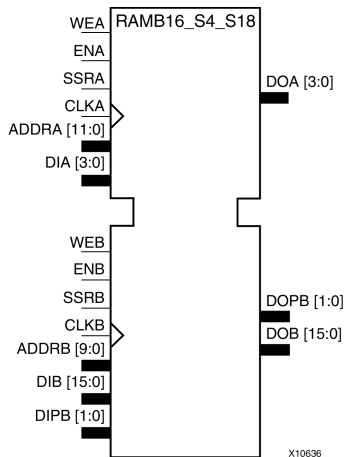 RAMB16_S4_S18
WEA
ENA
SSRA
CLKA
ADDRA [11:0]
DIA [3:0]
DOA [3:0]
WEB
ENB
SSRB
CLKB
ADDRB [9:0]
DIB [15:0]
DIPB [1:0]
DOPB [1:0]
DOB [15:0]
X10636